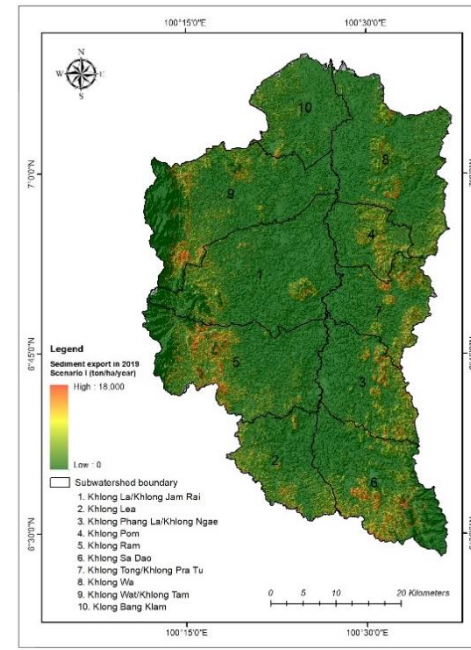 100°15'0"E 100°30'0"E
N
W E
S
10
8
7°0'0"N
9
4
1
7
Legend
Sediment export in 2019
Scenario I (ton/ha/year)
High : 18.000
Low : 0
6°45'0"N
5
3
2
6
Subwatershed boundary
1. Khlong La/Khlong Jam Rai
2. Khlong Lea
3. Khlong Phang La/Khlong Ngae
4. Khlong Pom
5. Khlong Ram
6. Khlong Sa Dao
7. Khlong Tong/Khlong Pra Tu
8. Khlong Wa
9. Khlong Wat/Khlong Tam
10. Klong Bang Klam
6°30'0"N
0 5 10 20 Kilometers
100°15'0"E 100°30'0"E